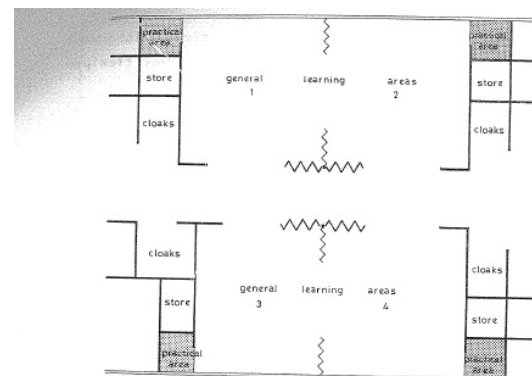 practical
area
practical
area
store
general learning areas
1 2
store
cloaks
cloaks
cloaks
cloaks
store
general learning areas
3 4
store
practical
area
practical
area